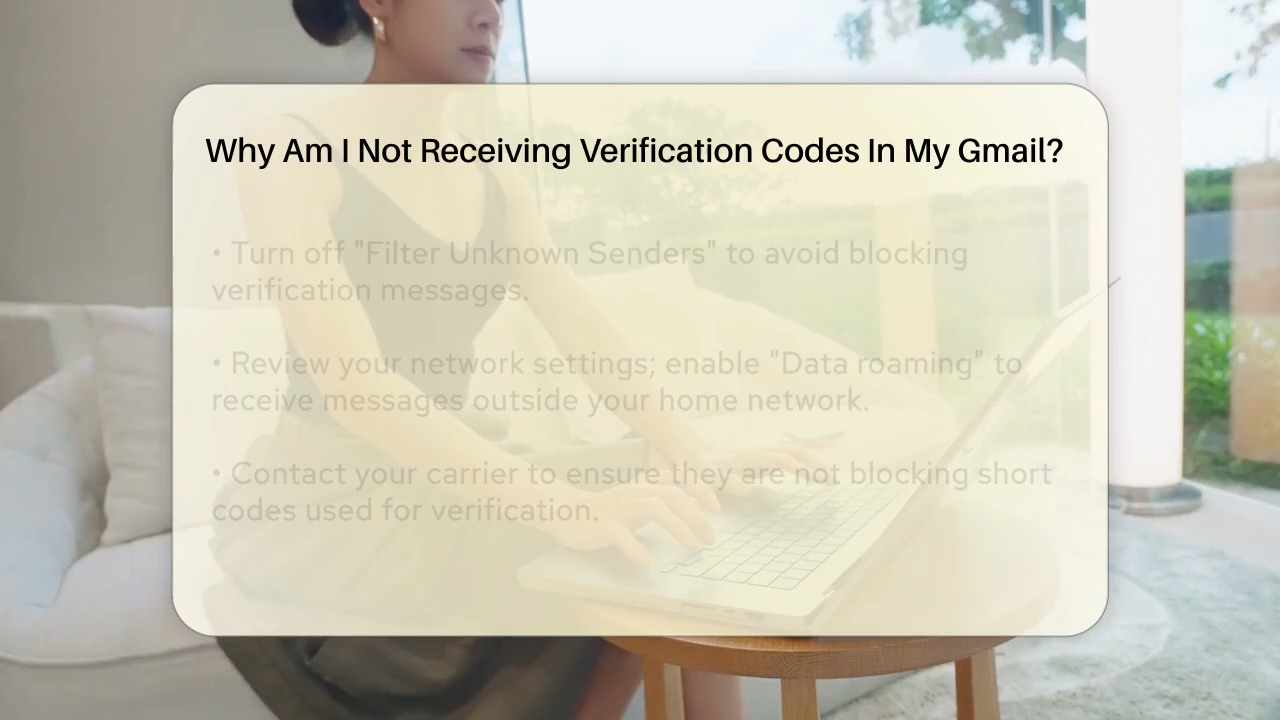 Why Am I Not Receiving Verification Codes In My Gmail?
• Turn off "Filter Unknown Senders" to avoid blocking
verification messages.
• Review your network settings; enable "Data roaming" to
receive messages outside your home network.
• Contact your carrier to ensure they are not blocking short
codes used for verification.